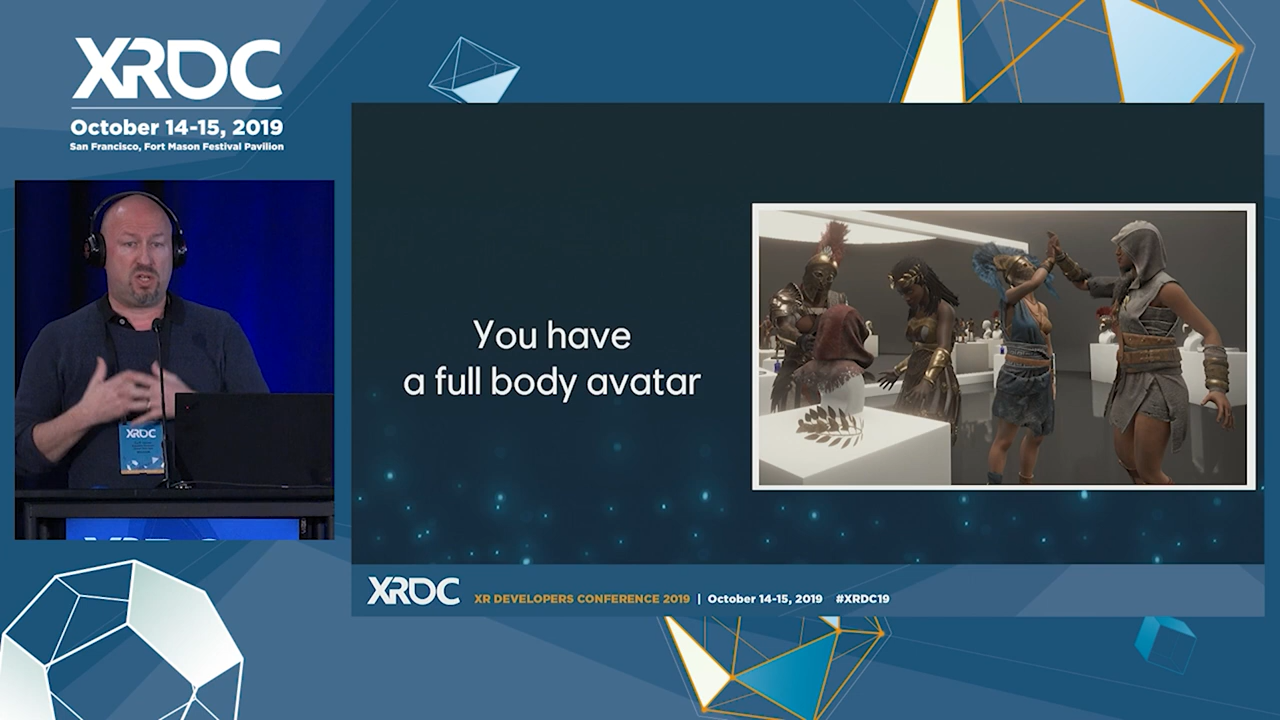 XRDC
October 14-15, 2019
San Francisco, Fort Mason Festival Pavilion
You have
a full body avatar
XRDC
XRDC
XR DEVELOPERS CONFERENCE 2019 | October 14-15, 2019 #XRDC19